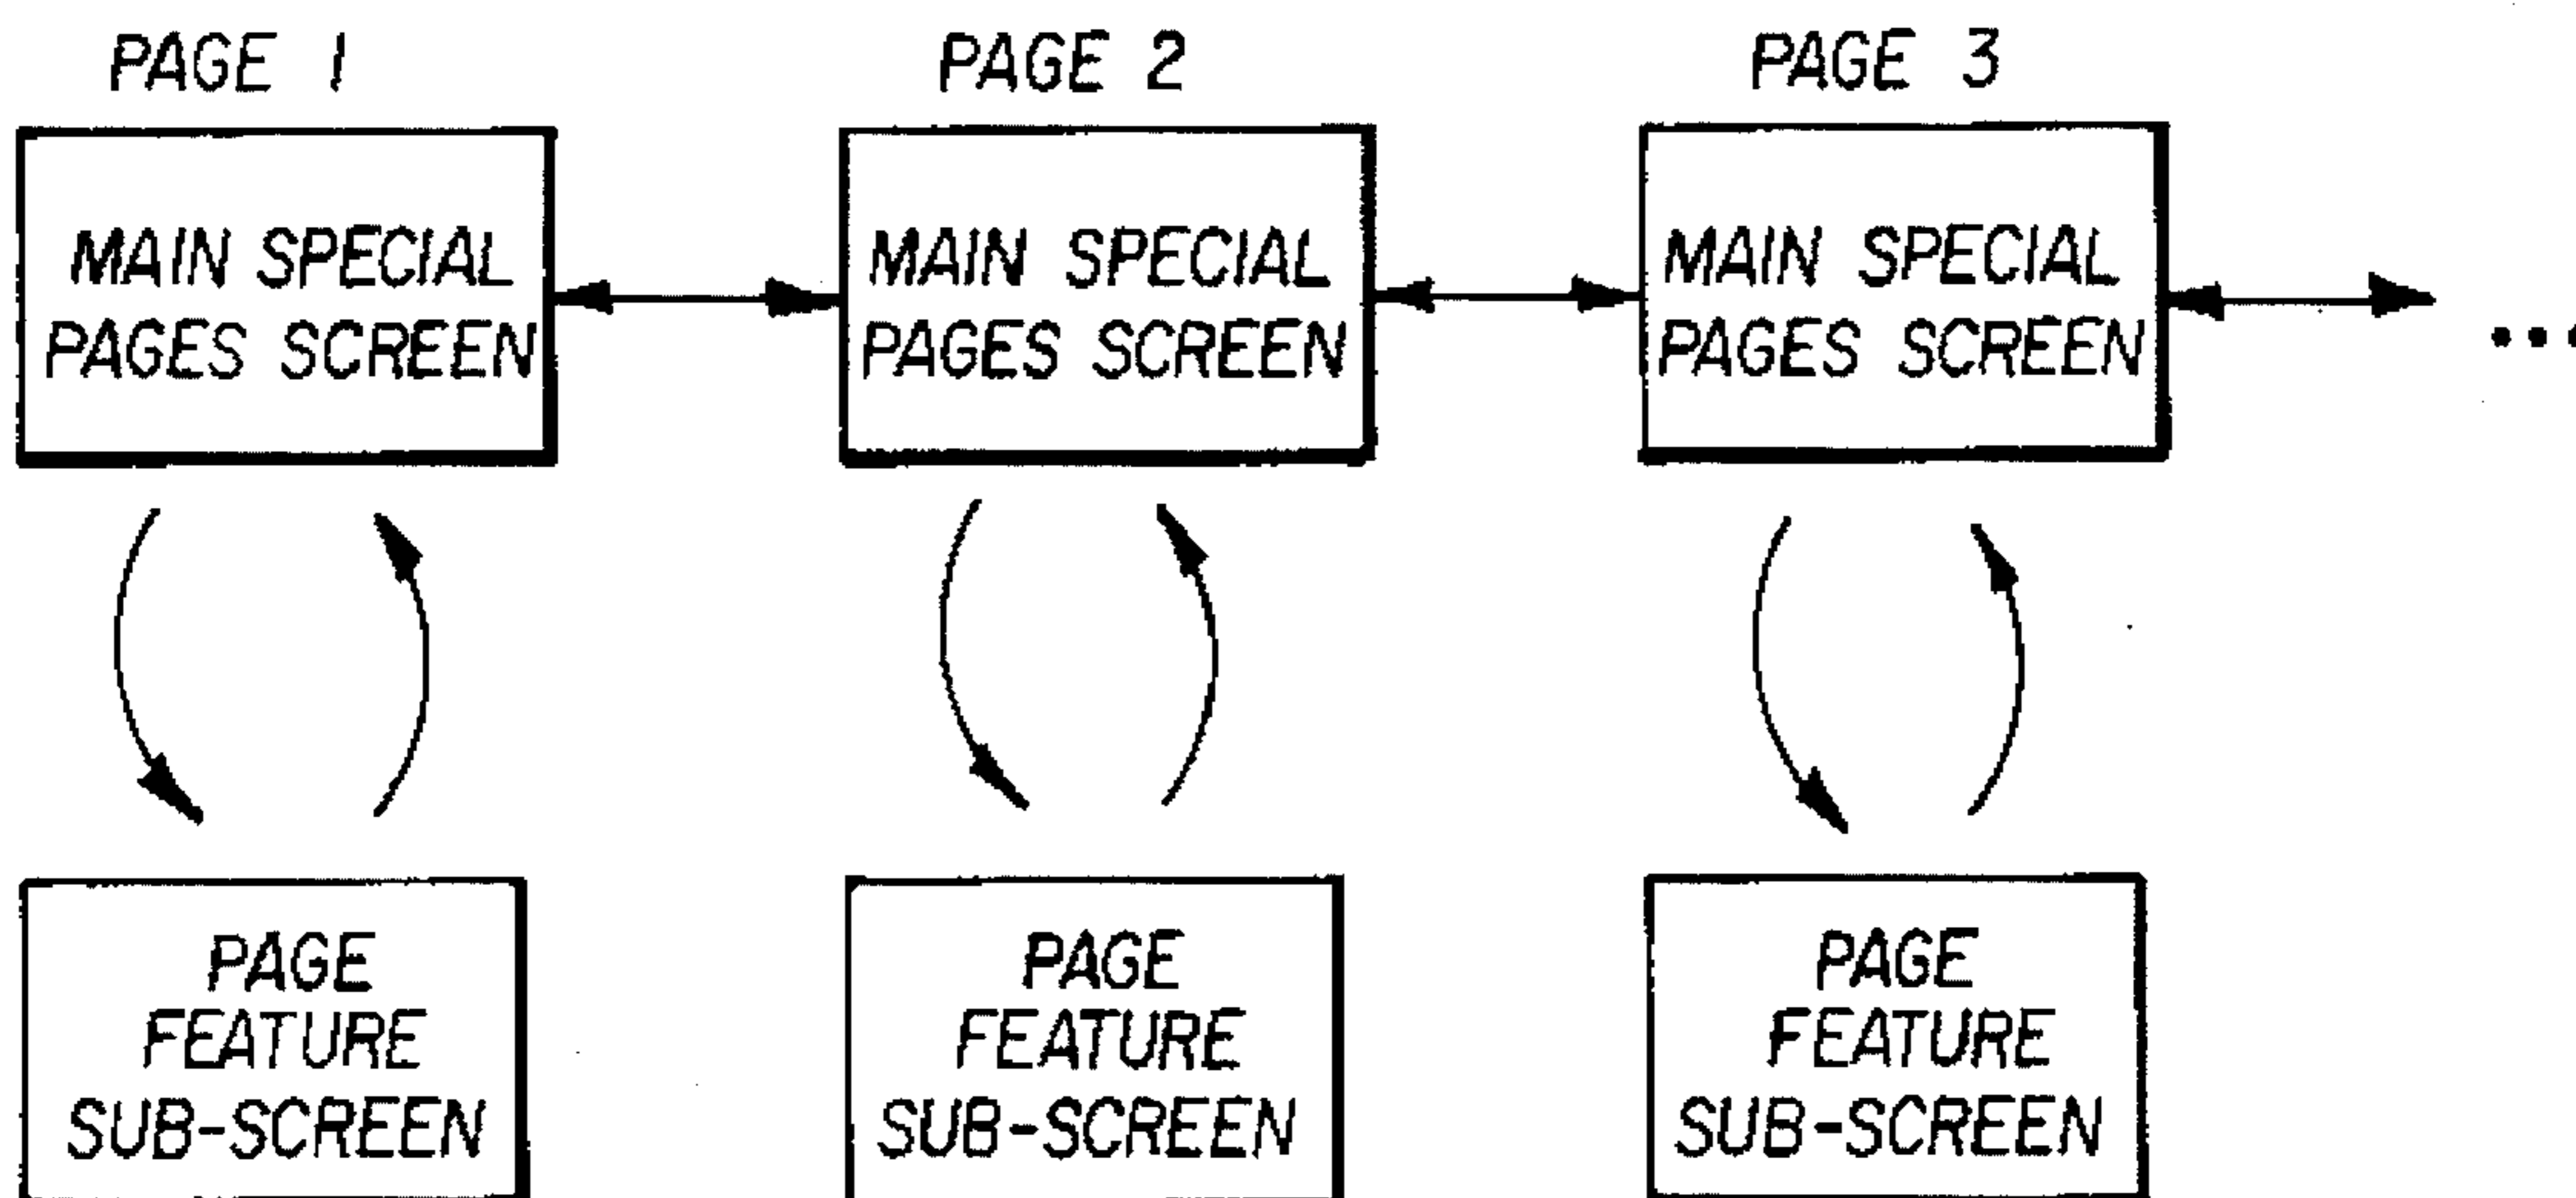 PAGE 1
PAGE 2
PAGE 3
MAIN SPECIAL
PAGES SCREEN
MAIN SPECIAL
PAGES SCREEN
MAIN SPECIAL
PAGES SCREEN
...
PAGE
FEATURE
SUB-SCREEN
PAGE
FEATURE
SUB-SCREEN
PAGE
FEATURE
SUB-SCREEN